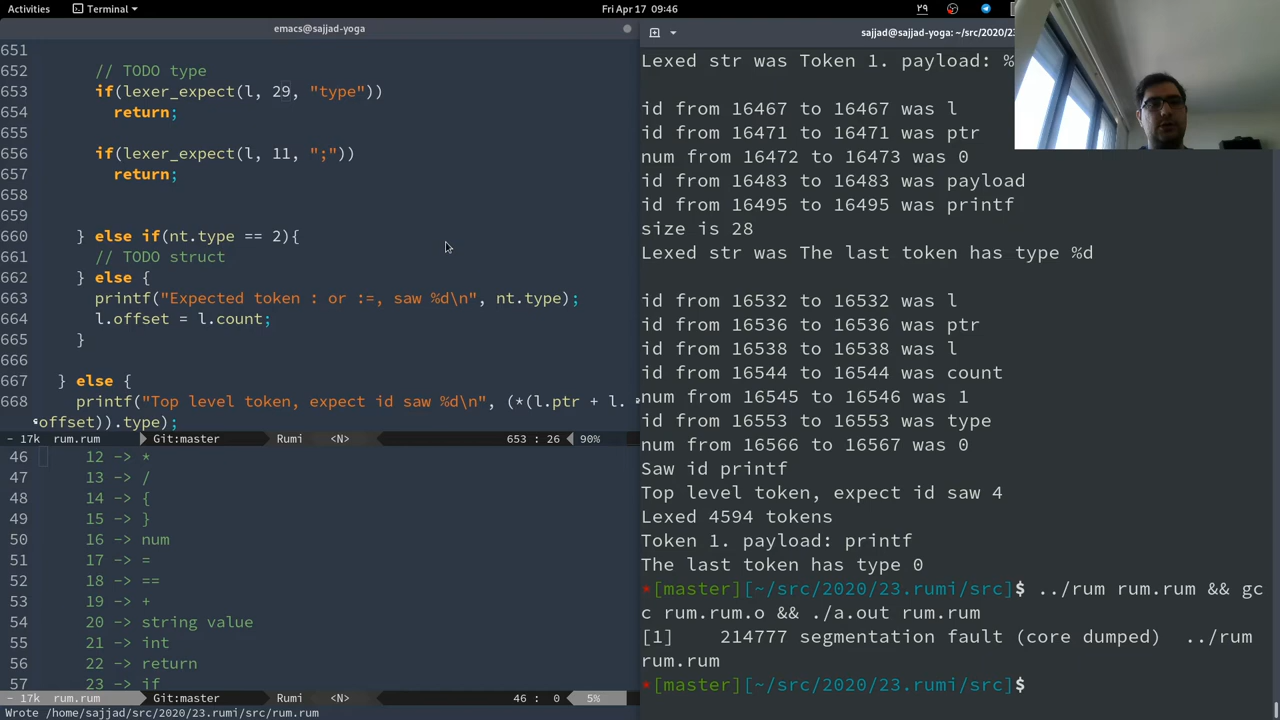 Activities
Terminal
Fri Apr 17 09:46
۲۹
emacs@sajjad-yoga
651
652 // TODO type
653 if(lexer_expect(l, 29, "type"))
654 return;
655
656 if(lexer_expect(l, 11, ";"))
657 return;
658
659
660 } else if(nt.type == 2){
661 // TODO struct
662 } else {
663 printf("Expected token : or :=, saw %d\n", nt.type);
664 l.offset = l.count;
665 }
666
667 } else {
668 printf("Top level token, expect id saw %d\n", (*(l.ptr + l.
offset)).type);
- 17k rum.rum Git:master Rumi <N> 653 : 26 90%
46 12 -> *
47 13 -> /
48 14 -> {
49 15 -> }
50 16 -> num
51 17 -> =
52 18 -> ==
53 19 -> +
54 20 -> string value
55 21 -> int
56 22 -> return
57 23 -> if
- 17k rum.rum Git:master Rumi <N> 46 : 0 5%
Wrote /home/sajjad/src/2020/23.rumi/src/rum.rum
sajjad@sajjad-yoga:~/src/2020/23.
Lexed str was Token 1. payload: %
id from 16467 to 16467 was l
id from 16471 to 16471 was ptr
num from 16472 to 16473 was 0
id from 16483 to 16483 was payload
id from 16495 to 16495 was printf
size is 28
Lexed str was The last token has type %d
id from 16532 to 16532 was l
id from 16536 to 16536 was ptr
id from 16538 to 16538 was l
id from 16544 to 16544 was count
num from 16545 to 16546 was 1
id from 16553 to 16553 was type
num from 16566 to 16567 was 0
Saw id printf
Top level token, expect id saw 4
Lexed 4594 tokens
Token 1. payload: printf
The last token has type 0
*[master][~/src/2020/23.rumi/src]$ ../rum rum.rum && gc
c rum.rum.o && ./a.out rum.rum
[1] 214777 segmentation fault (core dumped) ../rum
rum.rum
*[master][~/src/2020/23.rumi/src]$